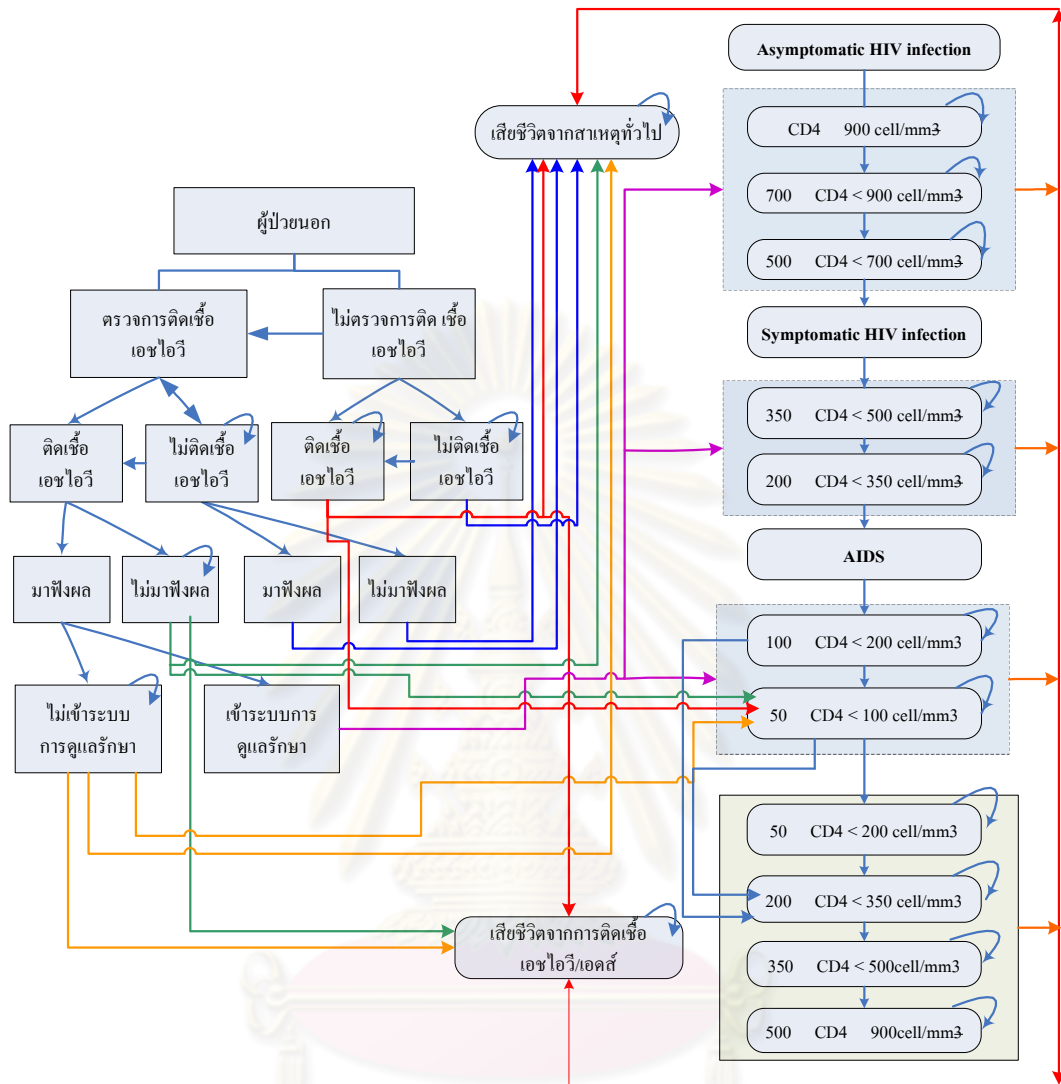 เสียชีวิตจากสาเหตุทั่วไป
ผู้ป่วยนอก
ตรวจการติดเชื้อ
เอชไอวี
ไม่ตรวจการติด เชื้อ
เอชไอวี
ติดเชื้อ
เอชไอวี
ไม่ติดเชื้อ
เอชไอวี
ติดเชื้อ
เอชไอวี
ไม่ติดเชื้อ
เอชไอวี
มาฟังผล
ไม่มาฟังผล
มาฟังผล
ไม่มาฟังผล
ไม่เข้าระบบ
การดูแลรักษา
เข้าระบบการ
ดูแลรักษา
เสียชีวิตจากการติดเชื้อ
เอชไอวี/เอดส์
Asymptomatic HIV infection
CD4 900 cell/mm3
700 CD4 < 900 cell/mm3
500 CD4 < 700 cell/mm3
Symptomatic HIV infection
350 CD4 < 500 cell/mm3
200 CD4 < 350 cell/mm3
AIDS
100 CD4 < 200 cell/mm3
50 CD4 < 100 cell/mm3
50 CD4 < 200 cell/mm3
200 CD4 < 350 cell/mm3
350 CD4 < 500cell/mm3
500 CD4 900cell/mm3